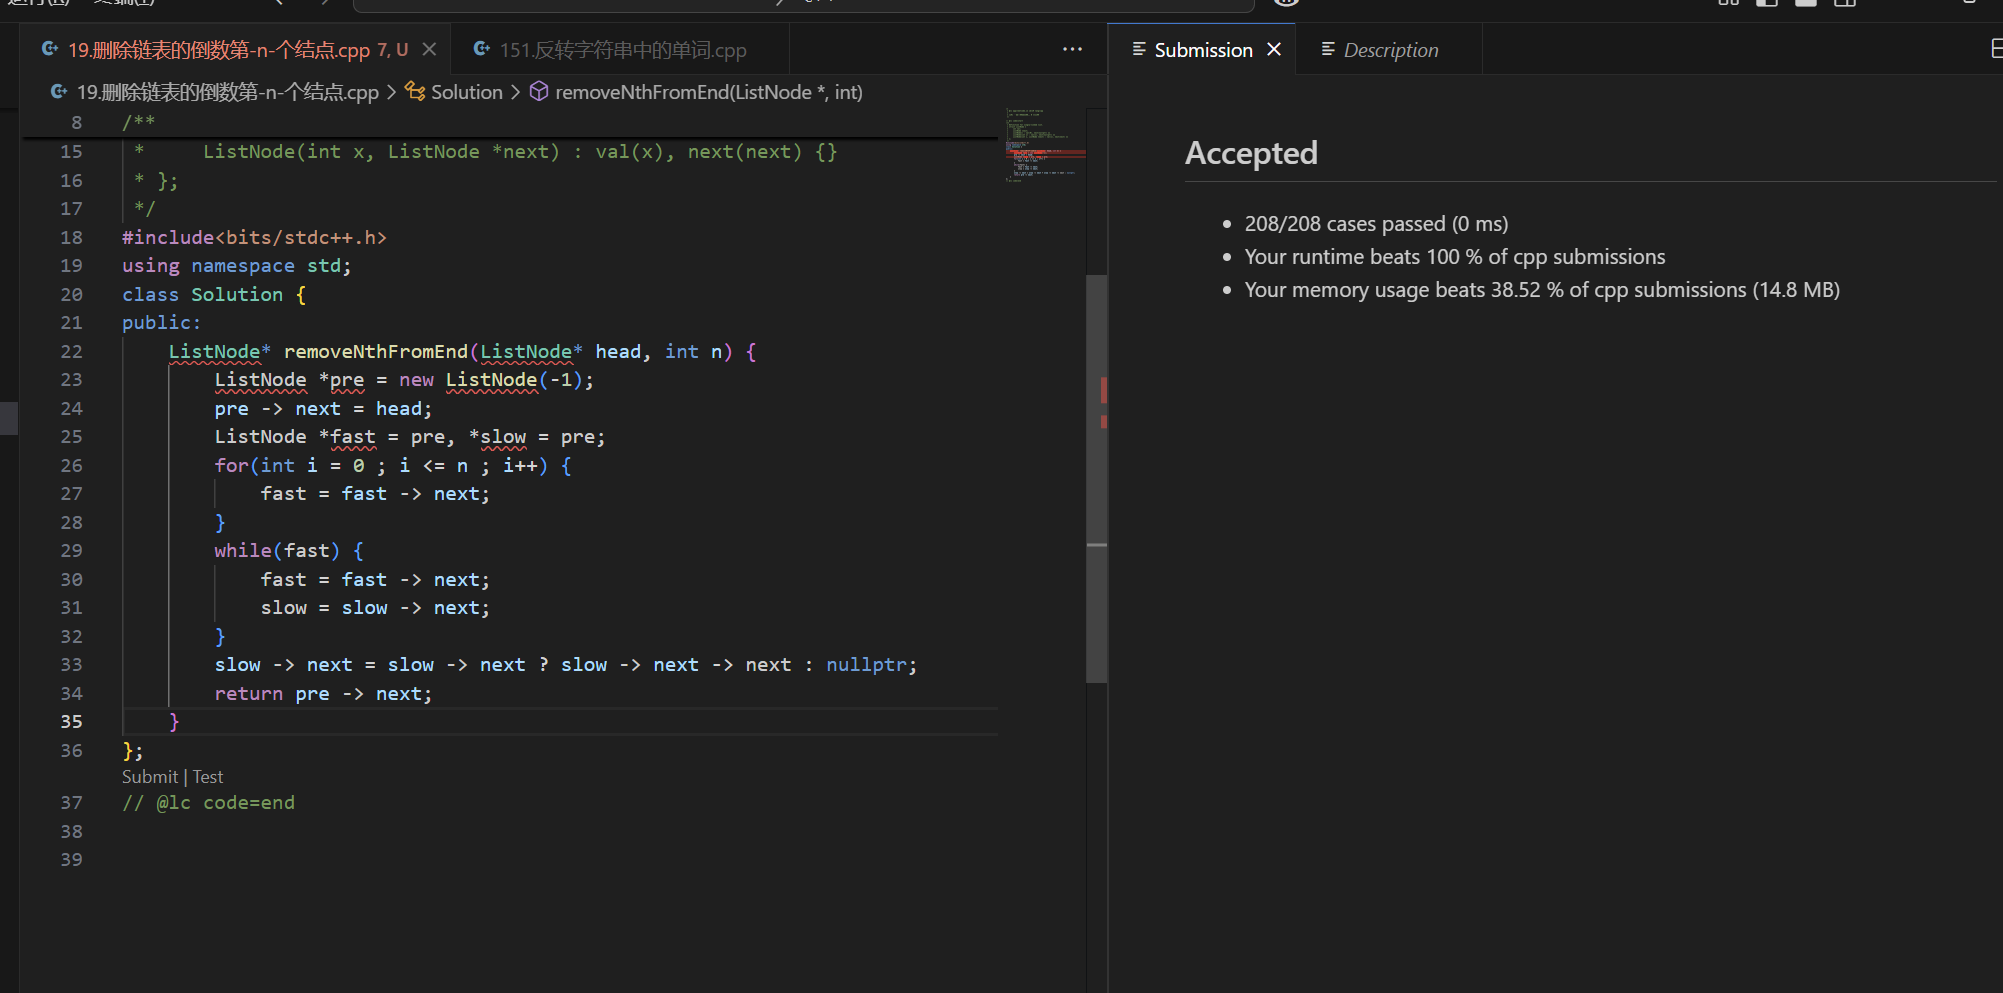 19.删除链表的倒数第-n-个结点.cpp 7, U
151.反转字符串中的单词.cpp
Submission
Description
19.删除链表的倒数第-n-个结点.cpp > Solution > removeNthFromEnd(ListNode *, int)
8 /**
15 *     ListNode(int x, ListNode *next) : val(x), next(next) {}
16 * };
17 */
18 #include<bits/stdc++.h>
19 using namespace std;
20 class Solution {
21 public:
22     ListNode* removeNthFromEnd(ListNode* head, int n) {
23         ListNode *pre = new ListNode(-1);
24         pre -> next = head;
25         ListNode *fast = pre, *slow = pre;
26         for(int i = 0 ; i <= n ; i++) {
27             fast = fast -> next;
28         }
29         while(fast) {
30             fast = fast -> next;
31             slow = slow -> next;
32         }
33         slow -> next = slow -> next ? slow -> next -> next : nullptr;
34         return pre -> next;
35     }
36 };
Submit | Test
37 // @lc code=end
38
39
Accepted
208/208 cases passed (0 ms)
Your runtime beats 100 % of cpp submissions
Your memory usage beats 38.52 % of cpp submissions (14.8 MB)